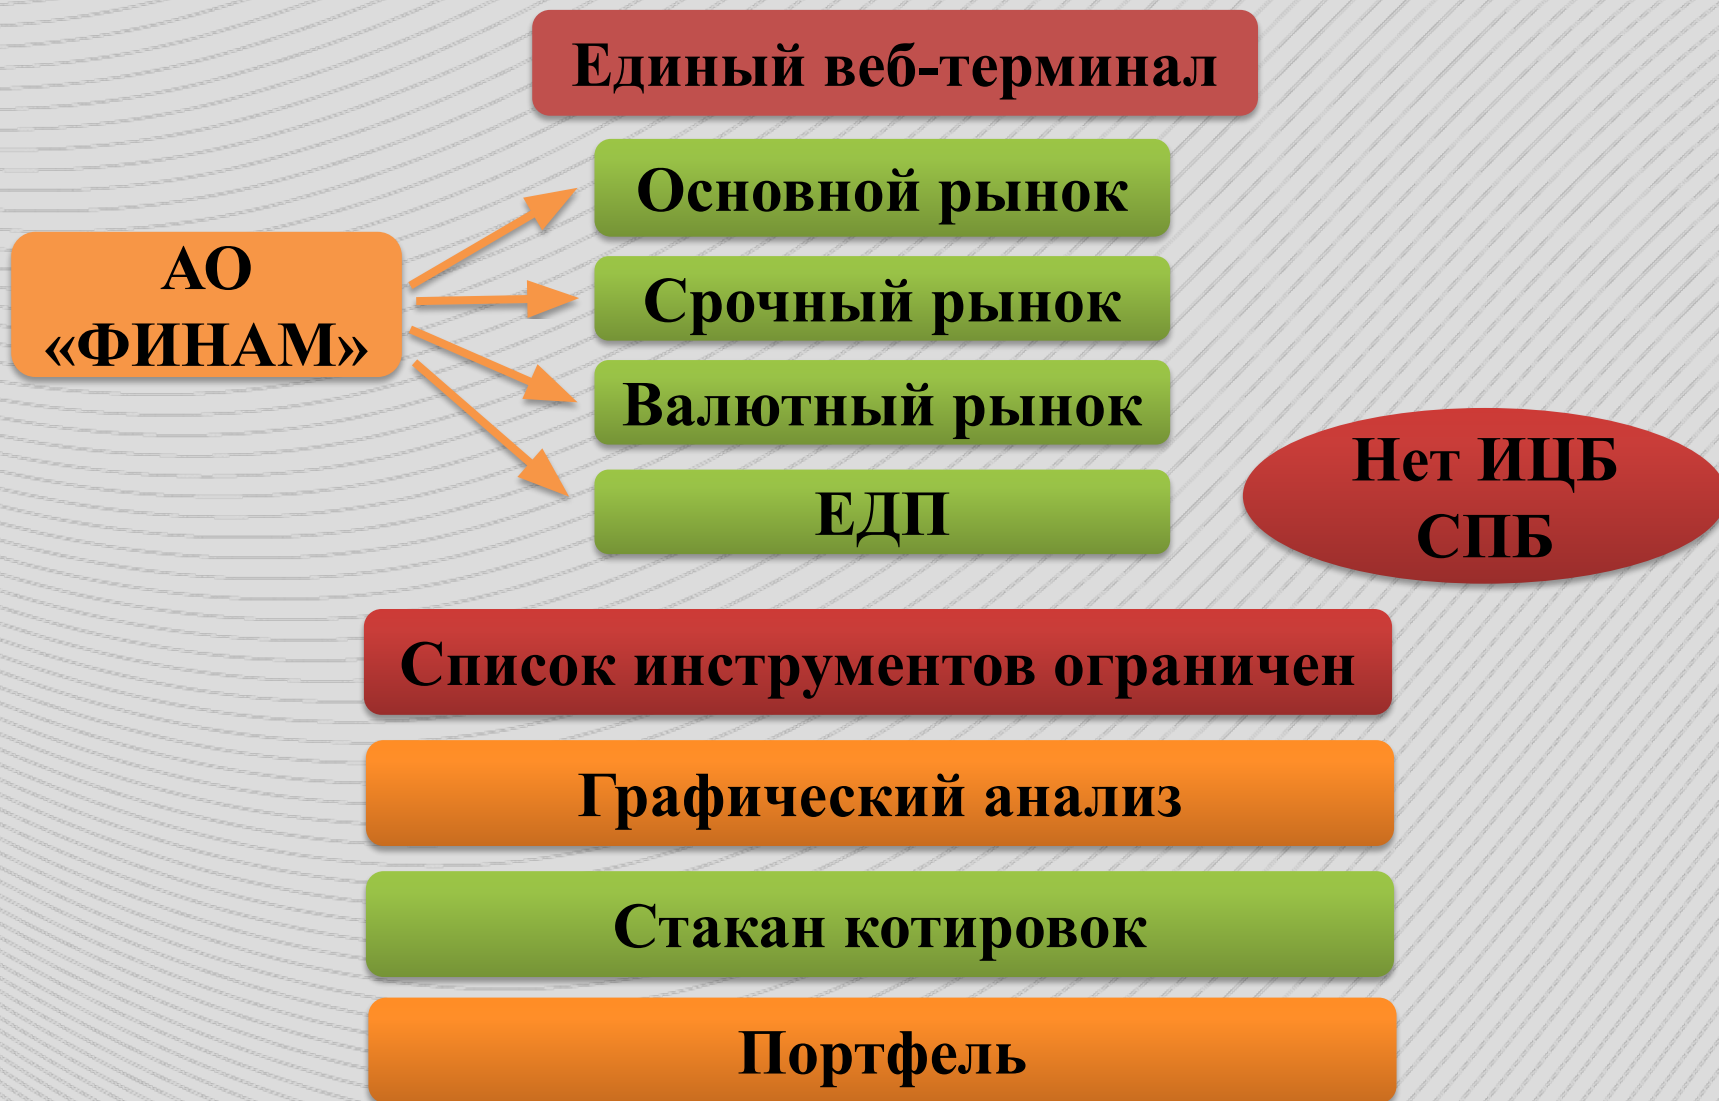 Единый веб-терминал
Основной рынок
АО
«ФИНАМ»
Срочный рынок
Валютный рынок
ЕДП
Нет ИЦБ
СПБ
Список инструментов ограничен
Графический анализ
Стакан котировок
Портфель